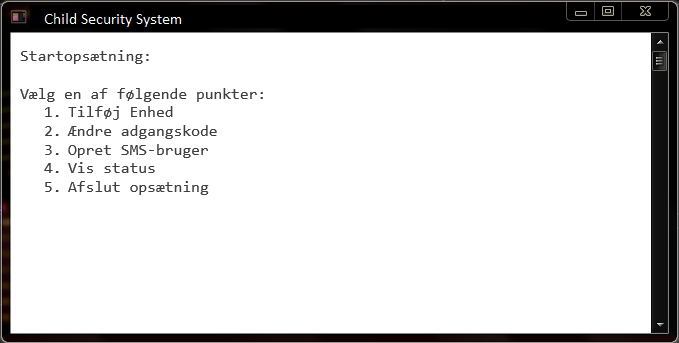 Child Security System
Startopsætning:
Vælg en af følgende punkter:
1. Tilføj Enhed
2. Ændre adgangskode
3. Opret SMS-bruger
4. Vis status
5. Afslut opsætning